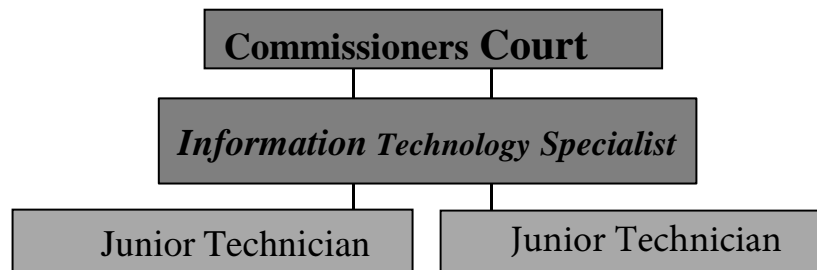 Commissioners Court
Information Technology Specialist
Junior Technician
Junior Technician